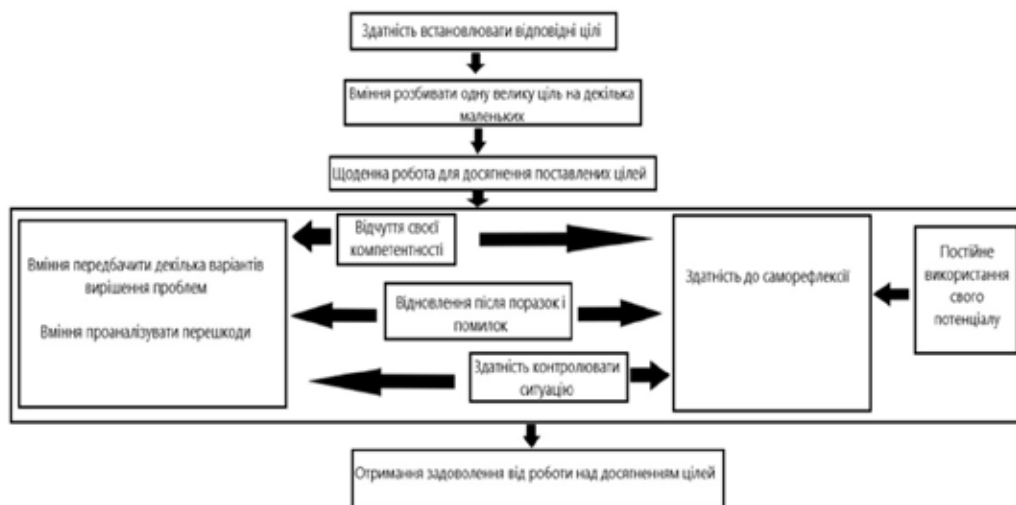 Здатність встановлювати відповідні цілі
Вміння розбивати одну велику ціль на декілька
маленьких
Щоденна робота для досягнення поставлених цілей
Вміння передбачити декілька варіантів
вирішення проблем
Вміння проаналізувати перешкоди
Відчуття своєї
компетентності
Відновлення після поразок і
помилок
Здатність контролювати
ситуацію
Здатність до саморефлексії
Постійне
використання
свого
потенціалу
Отримання задоволення від роботи над досягненням цілей